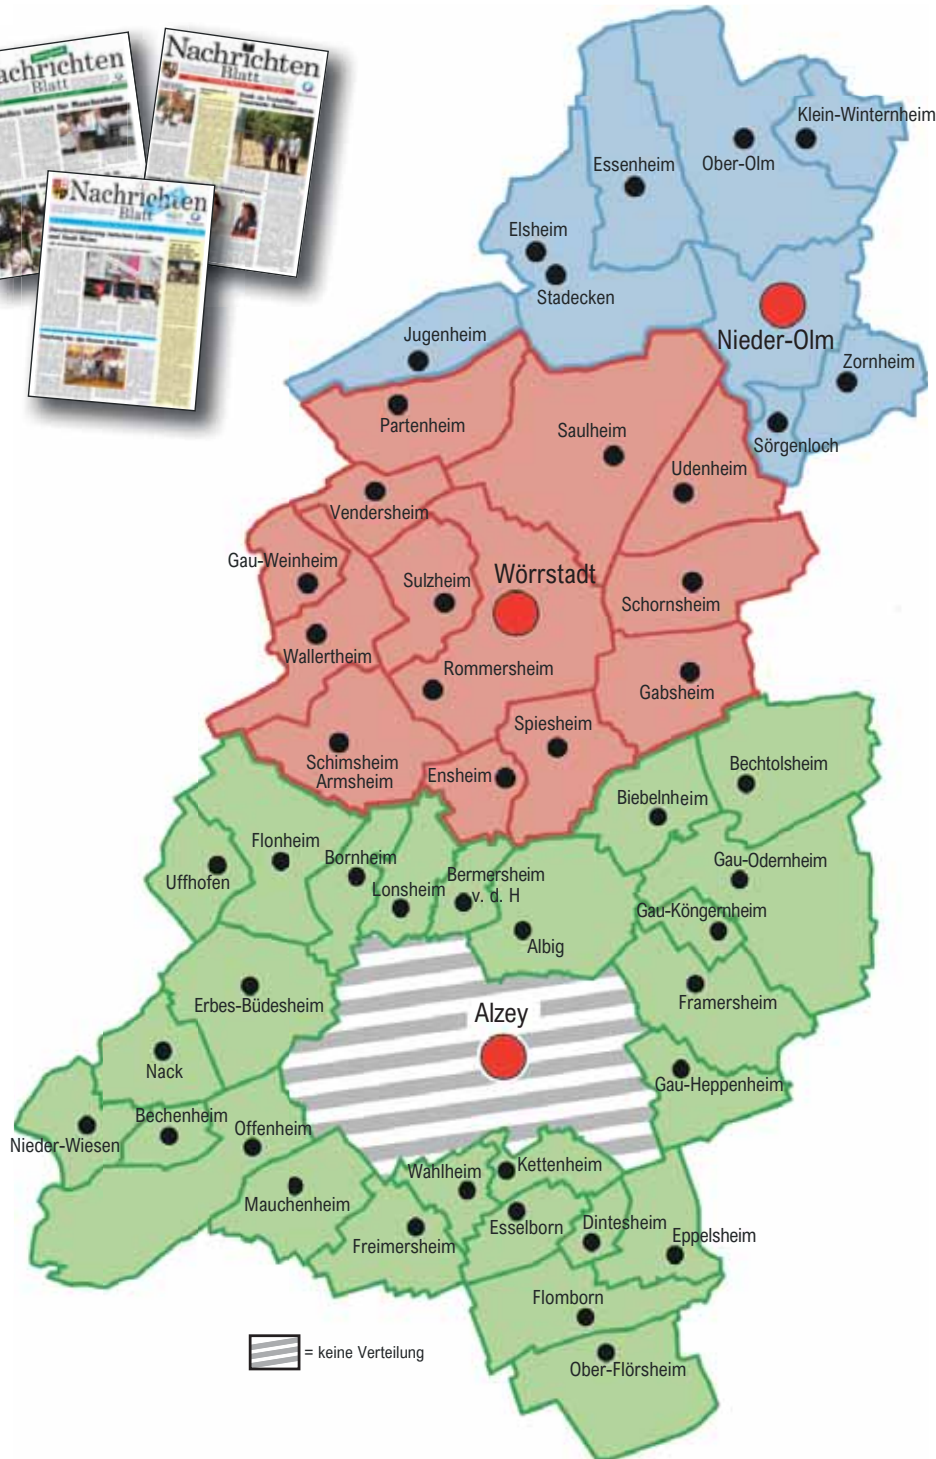 Nachrichten
Blatt
Nachrichten
Blatt
Nachrichten
Blatt
Klein-Winternheim
Ober-Olm
Essenheim
Elsheim
Stadecken
Nieder-Olm
Jugenheim
Zornheim
Partenheim
Saulheim
Sörgenloch
Udenheim
Vendersheim
Gau-Weinheim
Sulzheim
Wörrstadt
Schornsheim
Wallertheim
Rommersheim
Gabsheim
Spiesheim
Schimsheim
Armsheim
Ensheim
Bechtolsheim
Biebelnheim
Flonheim
Bornheim
Uffhofen
Lonsheim
Bermersheim
v. d. H
Gau-Odernheim
Gau-Köngernheim
Albig
Erbes-Büdesheim
Framersheim
Alzey
Nack
Gau-Heppenheim
Nieder-Wiesen
Bechenheim
Offenheim
Wahlheim
Kettenheim
Mauchenheim
Esselborn
Dintesheim
Eppelsheim
Freimersheim
Flomborn
= keine Verteilung
Ober-Flörsheim